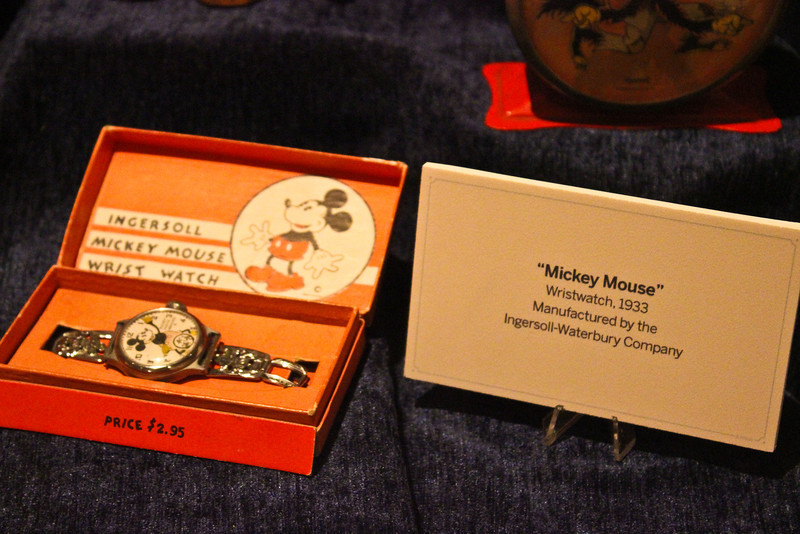 INGERSOLL
MICKEY MOUSE
WRIST WATCH
©
PRICE $2.95
“Mickey Mouse”
Wristwatch, 1933
Manufactured by the
Ingersoll-Waterbury Company